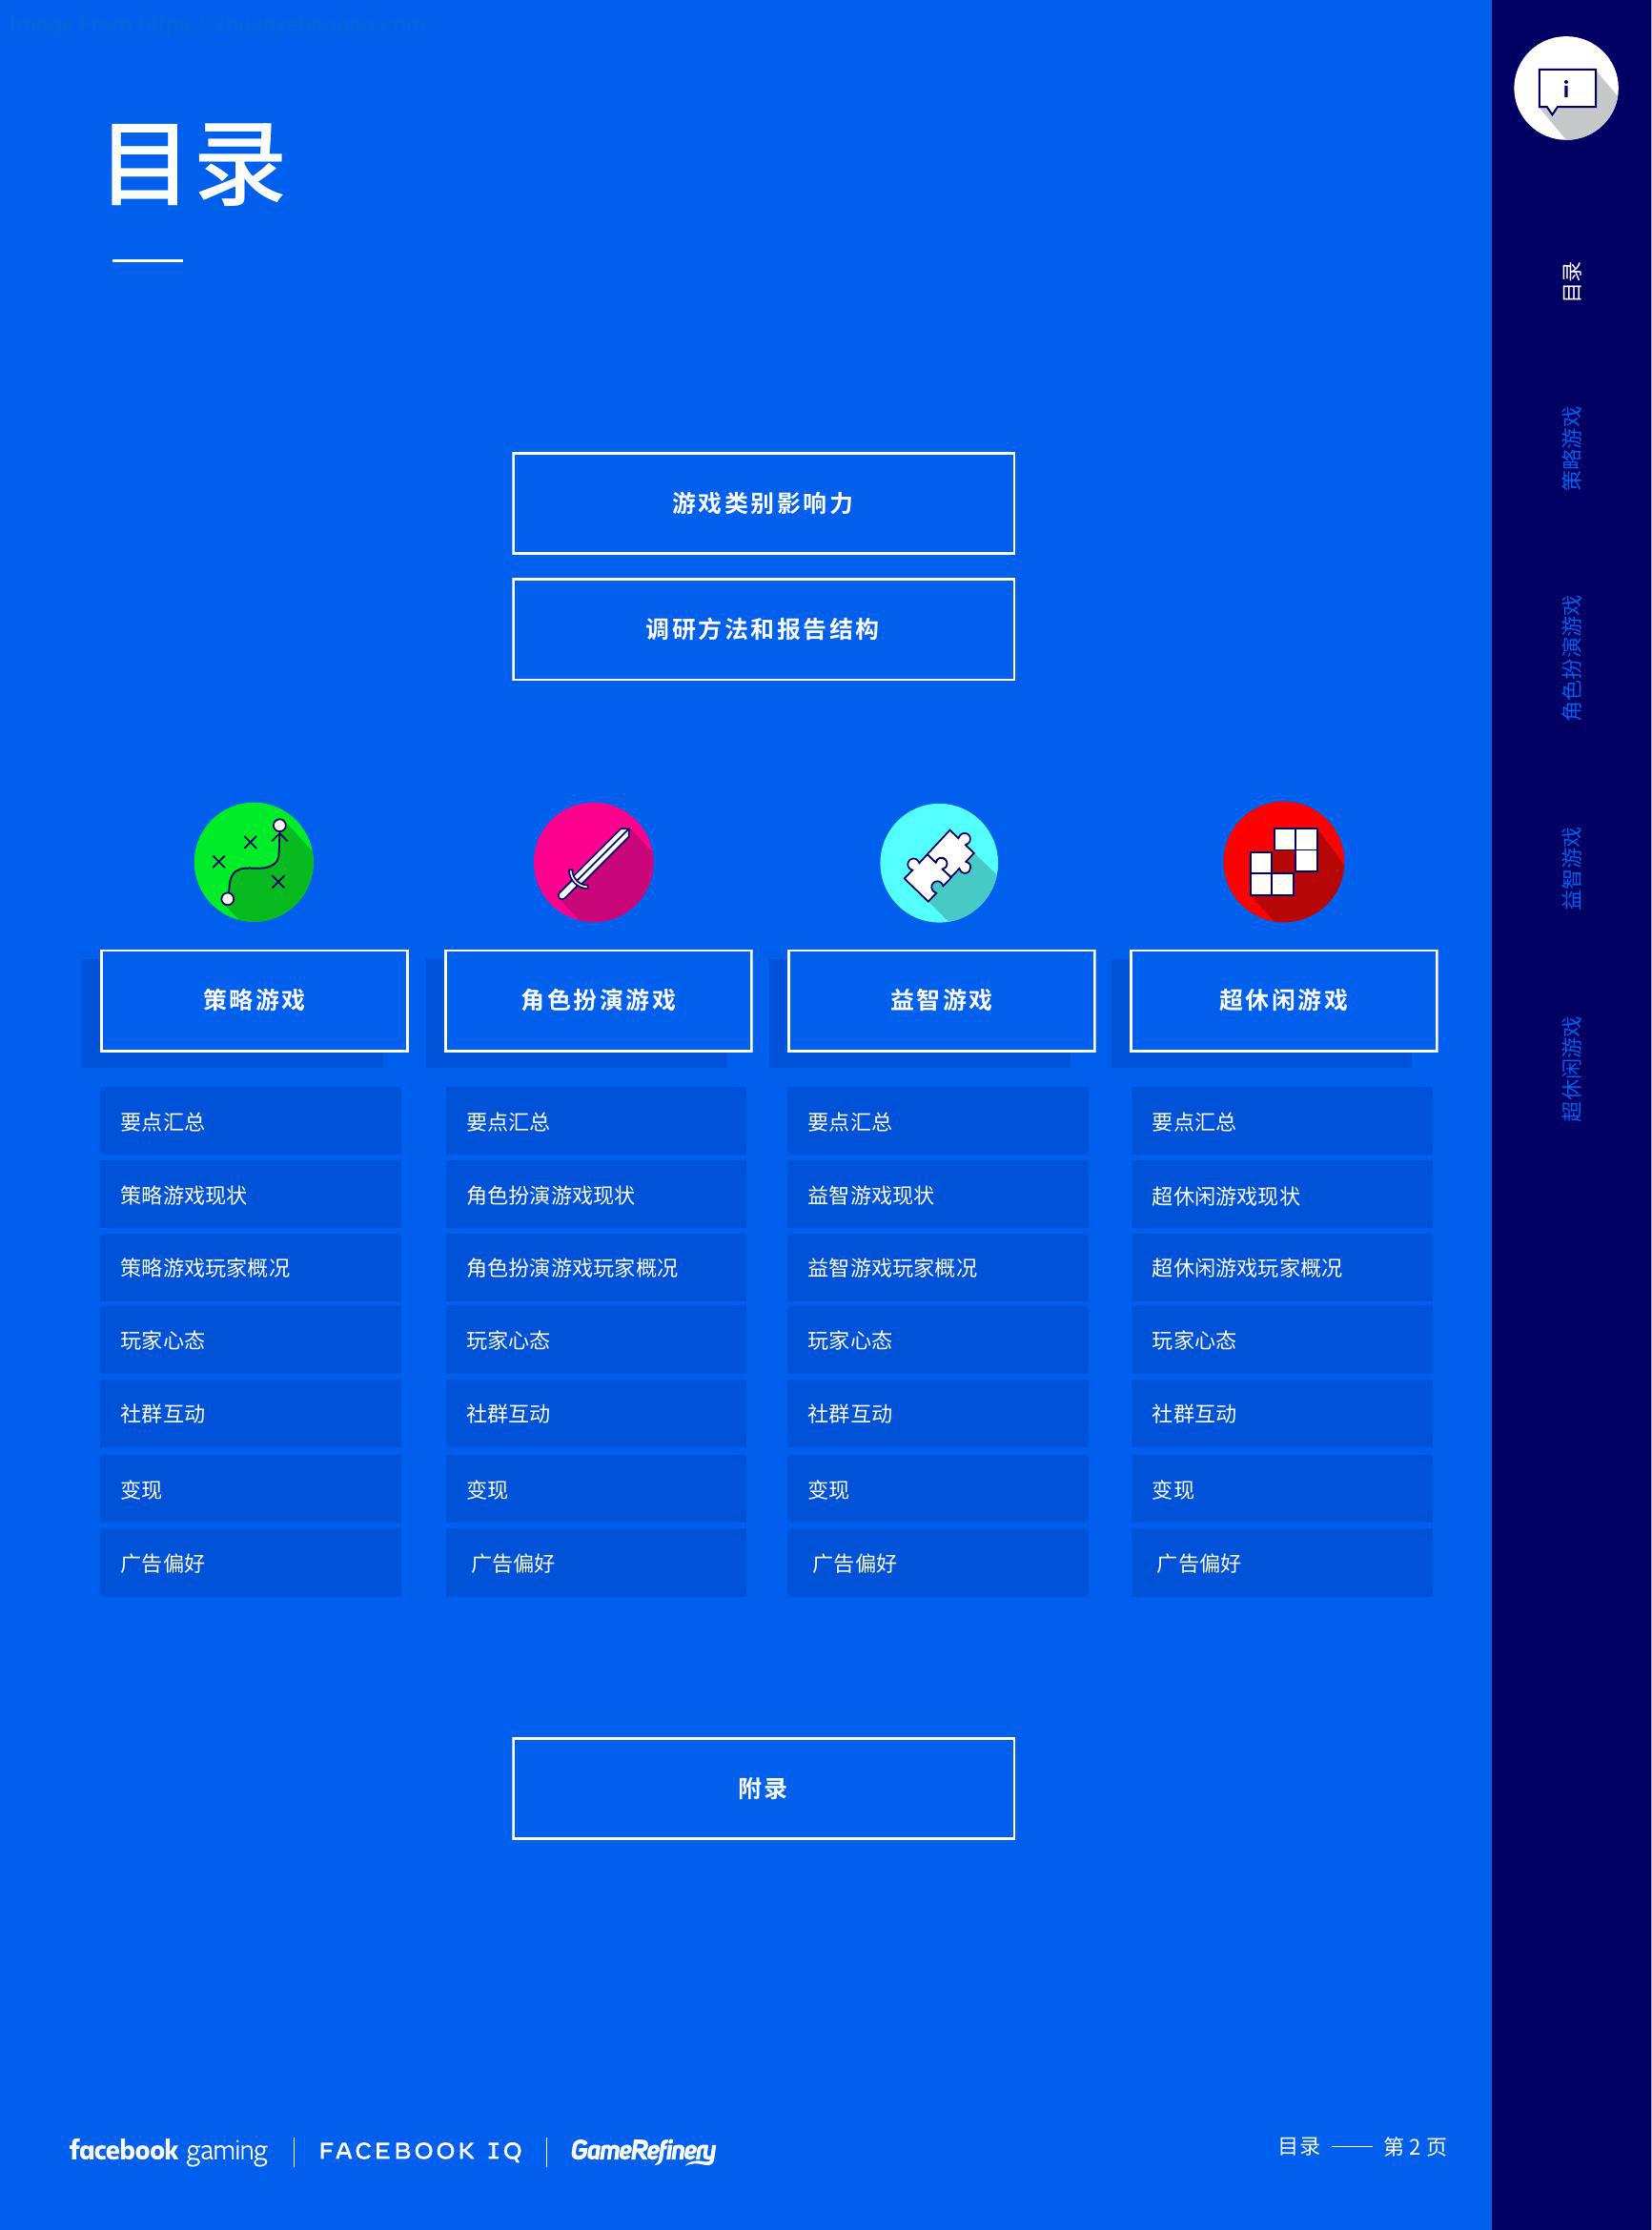 目录
游戏类别影响力
调研方法和报告结构
策略游戏
角色扮演游戏
益智游戏
超休闲游戏
要点汇总
策略游戏现状
策略游戏玩家概况
玩家心态
社群互动
变现
广告偏好
要点汇总
角色扮演游戏现状
角色扮演游戏玩家概况
玩家心态
社群互动
变现
广告偏好
要点汇总
益智游戏现状
益智游戏玩家概况
玩家心态
社群互动
变现
广告偏好
要点汇总
超休闲游戏现状
超休闲游戏玩家概况
玩家心态
社群互动
变现
广告偏好
附录
facebook gaming
FACEBOOK IQ
GameRefinery
目录 —— 第 2 页
i
目录
策略游戏
角色扮演游戏
益智游戏
超休闲游戏